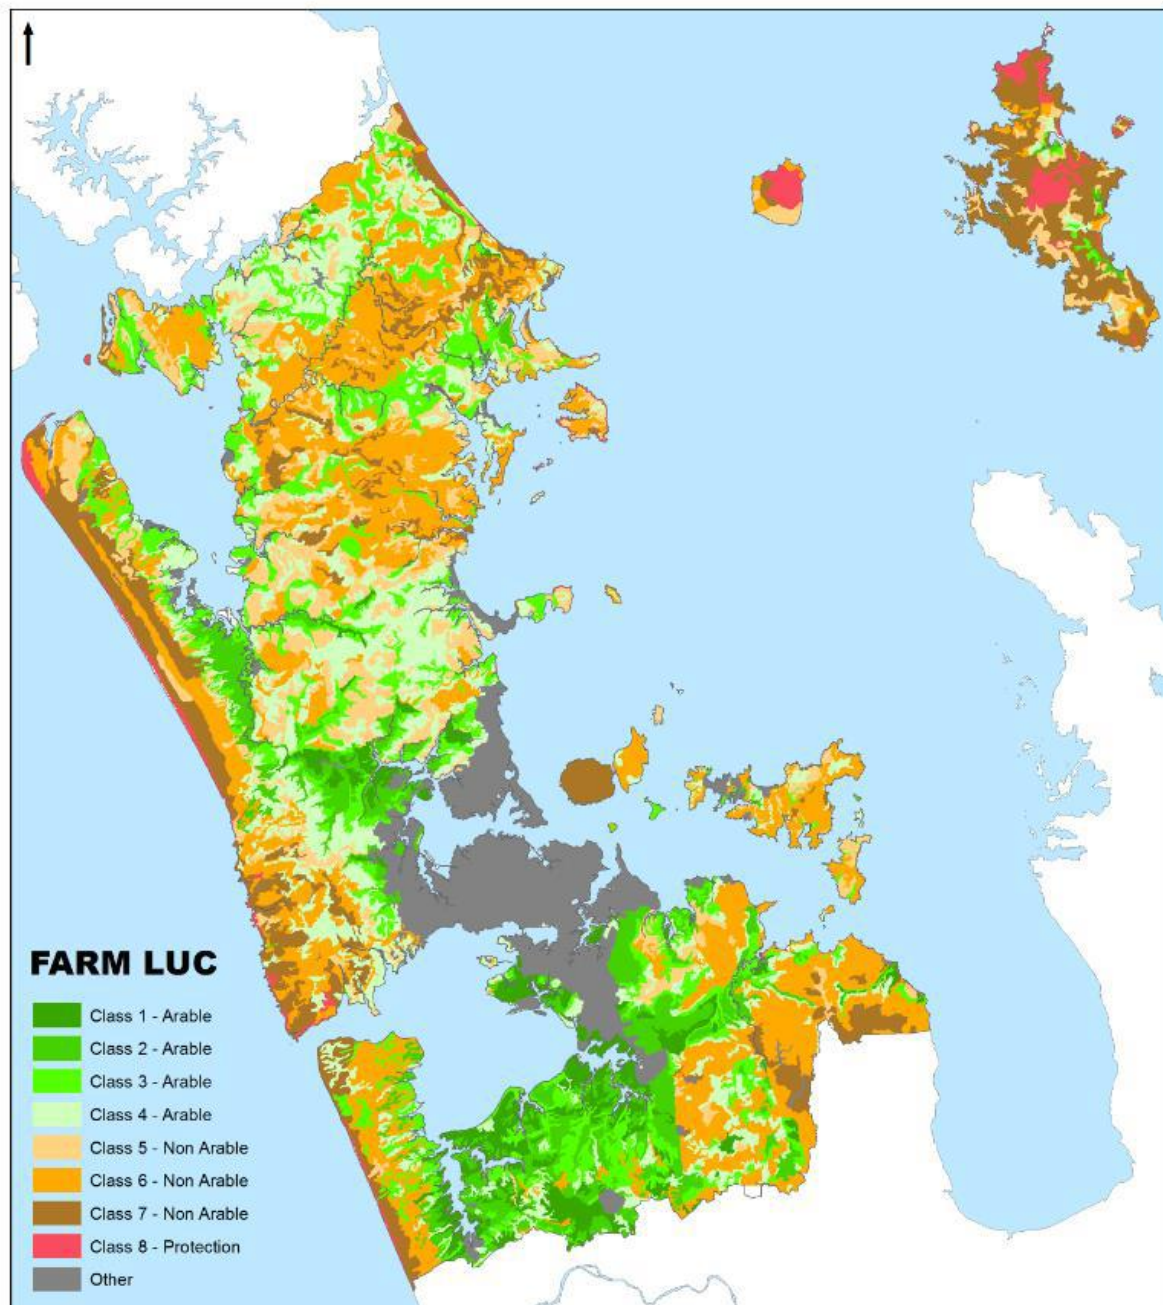 FARM LUC
Class 1 - Arable
Class 2 - Arable
Class 3 - Arable
Class 4 - Arable
Class 5 - Non Arable
Class 6 - Non Arable
Class 7 - Non Arable
Class 8 - Protection
Other